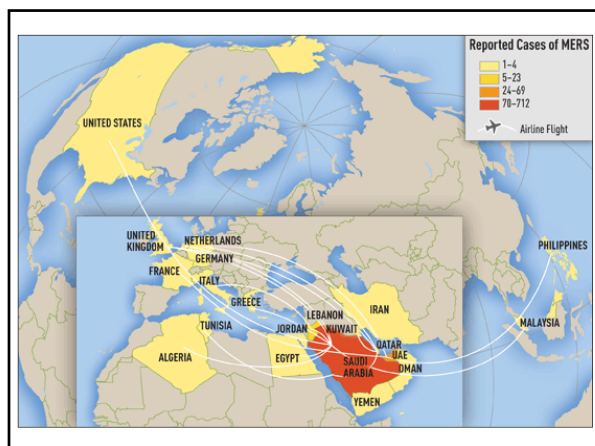 Reported Cases of MERS
1–4
5–23
24–69
70–712
Airline Flight
UNITED STATES
UNITED
KINGDOM
NETHERLANDS
GERMANY
FRANCE
ITALY
GREECE
TUNISIA
ALGERIA
LEBANON
JORDAN
KUWAIT
IRAN
EGYPT
SAUDI
ARABIA
QATAR
UAE
OMAN
YEMEN
PHILIPPINES
MALAYSIA